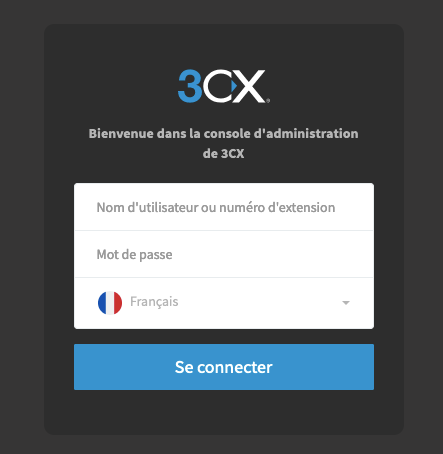 3CX®
Bienvenue dans la console d'administration
de 3CX
Nom d'utilisateur ou numéro d'extension
Mot de passe
Français
Se connecter